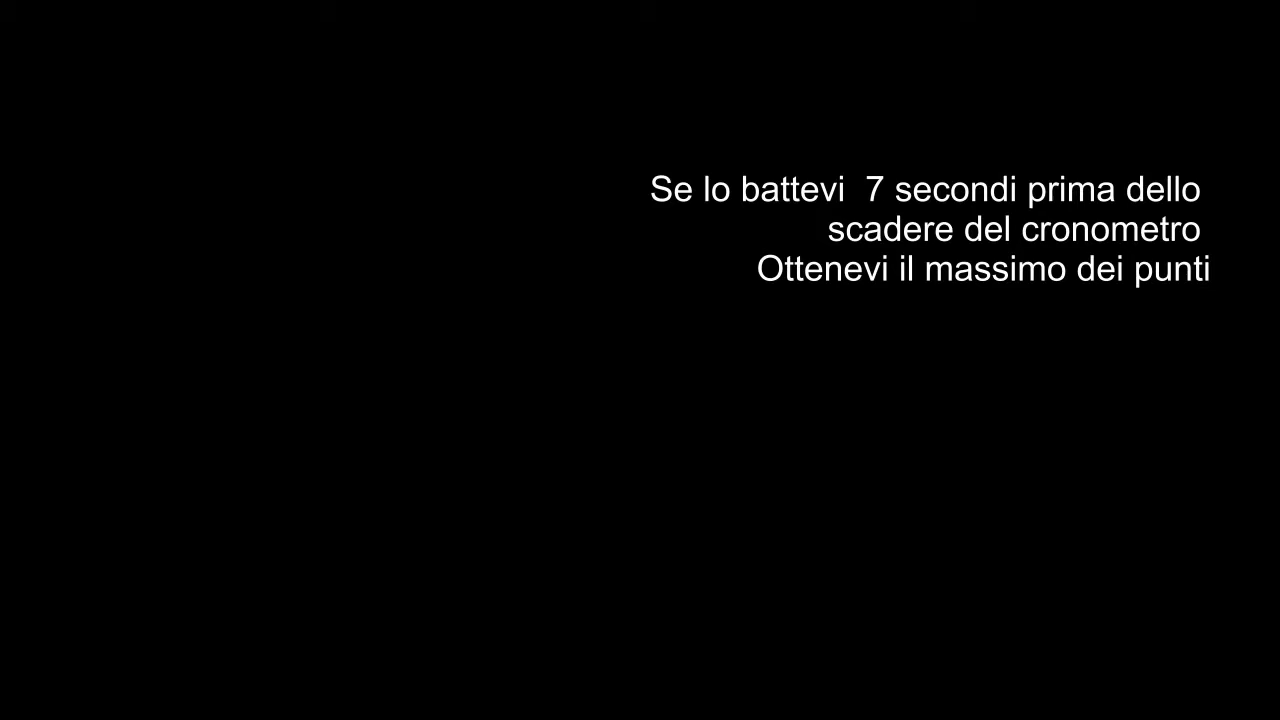 Se lo battevi  7 secondi prima dello
scadere del cronometro
Ottenevi il massimo dei punti